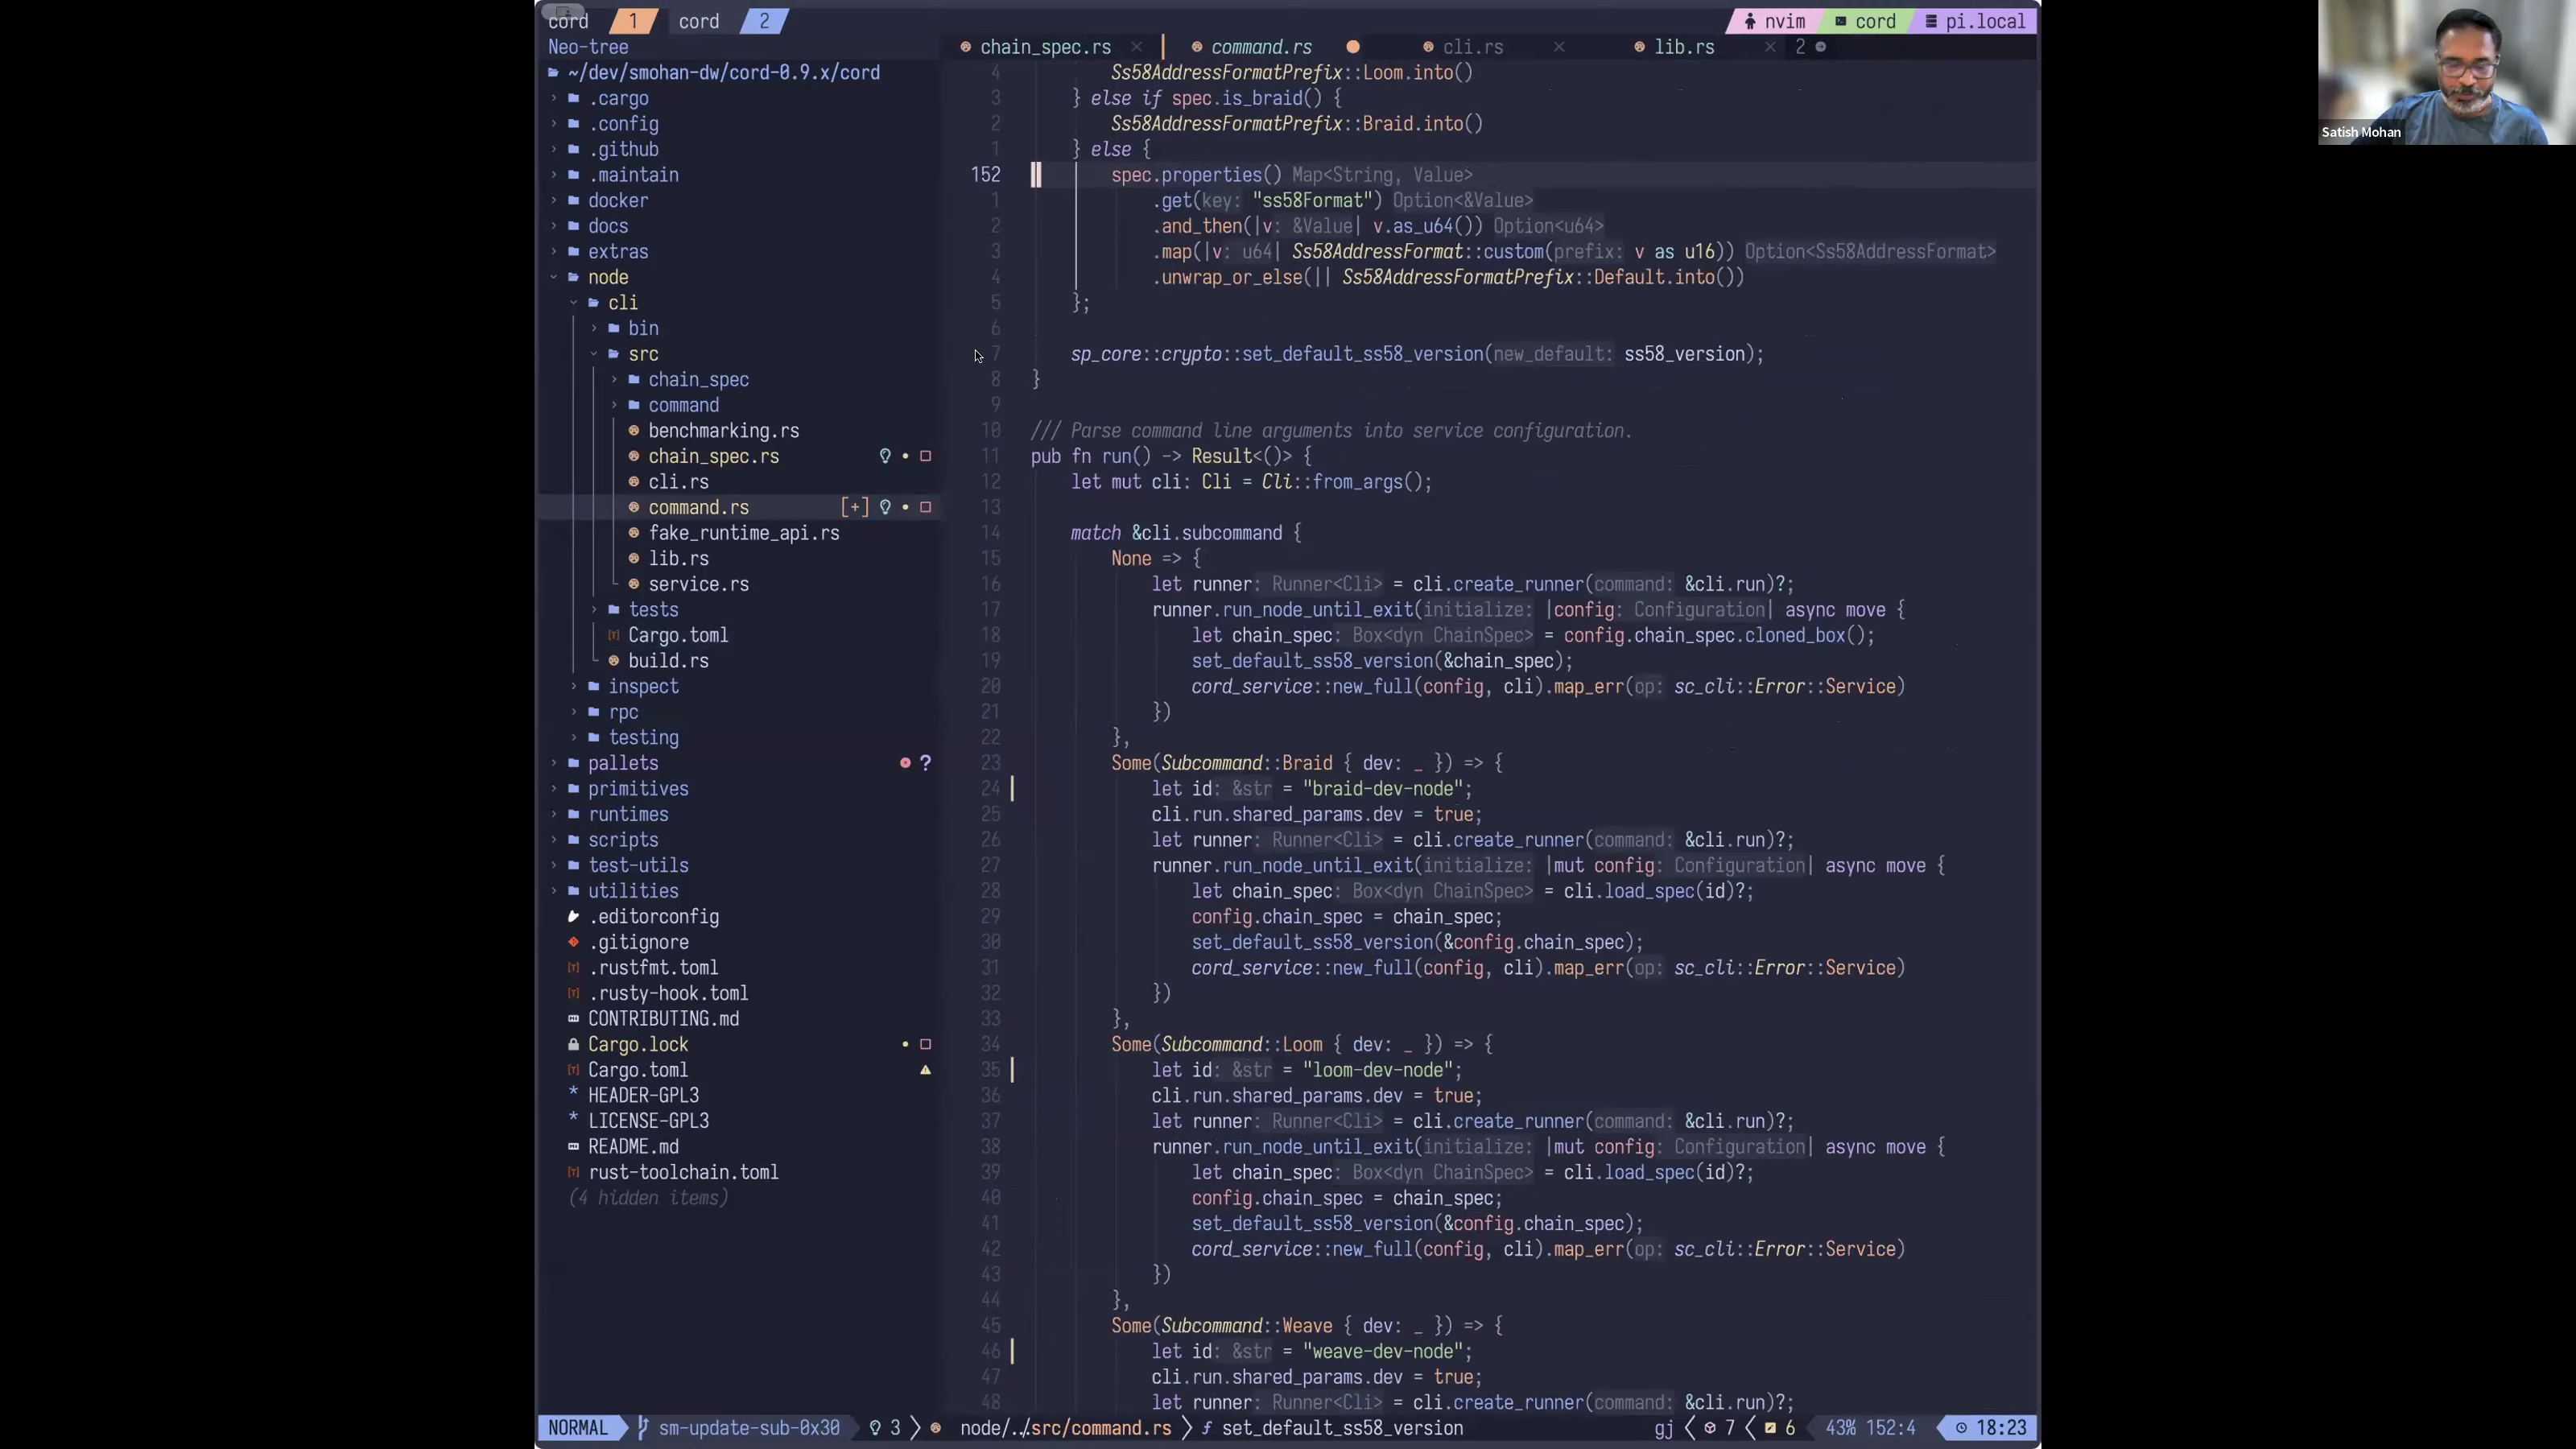 cord 1 cord 2
nvim cord pi.local
Neo-tree
chain_spec.rs × command.rs cli.rs × lib.rs × 2
~/dev/smohan-dw/cord-0.9.x/cord
.cargo
.config
.github
.maintain
docker
docs
extras
node
cli
bin
src
chain_spec
command
benchmarking.rs
chain_spec.rs
cli.rs
command.rs [+]
fake_runtime_api.rs
lib.rs
service.rs
tests
Cargo.toml
build.rs
inspect
rpc
testing
pallets ?
primitives
runtimes
scripts
test-utils
utilities
.editorconfig
.gitignore
.rustfmt.toml
.rusty-hook.toml
CONTRIBUTING.md
Cargo.lock
Cargo.toml
HEADER-GPL3
LICENSE-GPL3
README.md
rust-toolchain.toml
(4 hidden items)
4 Ss58AddressFormatPrefix::Loom.into()
3 } else if spec.is_braid() {
2 Ss58AddressFormatPrefix::Braid.into()
1 } else {
152 spec.properties() Map<String, Value>
1 .get(key: "ss58Format") Option<&Value>
2 .and_then(|v: &Value| v.as_u64()) Option<u64>
3 .map(|v: u64| Ss58AddressFormat::custom(prefix: v as u16)) Option<Ss58AddressFormat>
4 .unwrap_or_else(|| Ss58AddressFormatPrefix::Default.into())
5 };
6
7 sp_core::crypto::set_default_ss58_version(new_default: ss58_version);
8 }
9
10 /// Parse command line arguments into service configuration.
11 pub fn run() -> Result<()> {
12 let mut cli: Cli = Cli::from_args();
13
14 match &cli.subcommand {
15 None => {
16 let runner: Runner<Cli> = cli.create_runner(command: &cli.run)?;
17 runner.run_node_until_exit(initialize: |config: Configuration| async move {
18 let chain_spec: Box<dyn ChainSpec> = config.chain_spec.cloned_box();
19 set_default_ss58_version(&chain_spec);
20 cord_service::new_full(config, cli).map_err(op: sc_cli::Error::Service)
21 })
22 },
23 Some(Subcommand::Braid { dev: _ }) => {
24 let id: &str = "braid-dev-node";
25 cli.run.shared_params.dev = true;
26 let runner: Runner<Cli> = cli.create_runner(command: &cli.run)?;
27 runner.run_node_until_exit(initialize: |mut config: Configuration| async move {
28 let chain_spec: Box<dyn ChainSpec> = cli.load_spec(id)?;
29 config.chain_spec = chain_spec;
30 set_default_ss58_version(&config.chain_spec);
31 cord_service::new_full(config, cli).map_err(op: sc_cli::Error::Service)
32 })
33 },
34 Some(Subcommand::Loom { dev: _ }) => {
35 let id: &str = "loom-dev-node";
36 cli.run.shared_params.dev = true;
37 let runner: Runner<Cli> = cli.create_runner(command: &cli.run)?;
38 runner.run_node_until_exit(initialize: |mut config: Configuration| async move {
39 let chain_spec: Box<dyn ChainSpec> = cli.load_spec(id)?;
40 config.chain_spec = chain_spec;
41 set_default_ss58_version(&config.chain_spec);
42 cord_service::new_full(config, cli).map_err(op: sc_cli::Error::Service)
43 })
44 },
45 Some(Subcommand::Weave { dev: _ }) => {
46 let id: &str = "weave-dev-node";
47 cli.run.shared_params.dev = true;
48 let runner: Runner<Cli> = cli.create_runner(command: &cli.run)?;
NORMAL sm-update-sub-0x30 3 node/../src/command.rs set_default_ss58_version gj 7 6 43% 152:4 18:23
Satish Mohan